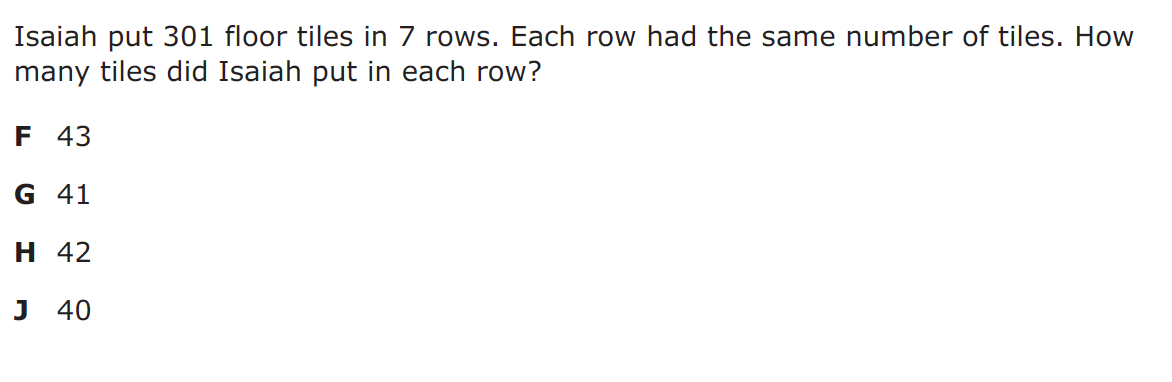 Isaiah put 301 floor tiles in 7 rows. Each row had the same number of tiles. How
many tiles did Isaiah put in each row?
F 43
G 41
H 42
J 40